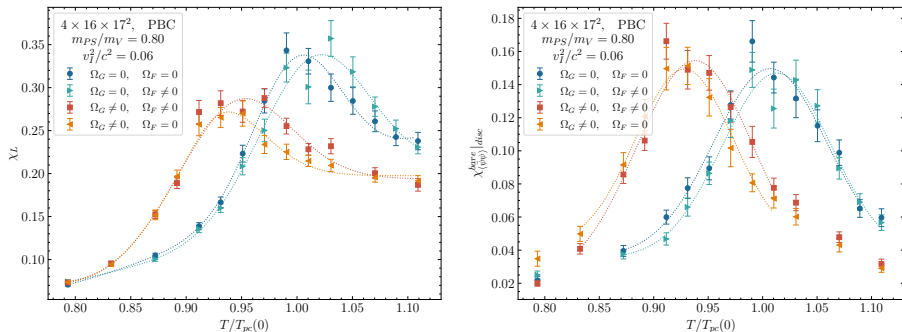 4 × 16 × 17², PBC
m_PS/m_V = 0.80
v_I²/c² = 0.06
Ω_G = 0, Ω_F = 0
Ω_G = 0, Ω_F ≠ 0
Ω_G ≠ 0, Ω_F = 0
Ω_G ≠ 0, Ω_F ≠ 0
χ_L
0.35
0.30
0.25
0.20
0.15
0.10
0.80 0.85 0.90 0.95 1.00 1.05 1.10
T/T_pc(0)
4 × 16 × 17², PBC
m_PS/m_V = 0.80
v_I²/c² = 0.06
Ω_G = 0, Ω_F = 0
Ω_G = 0, Ω_F ≠ 0
Ω_G ≠ 0, Ω_F = 0
Ω_G ≠ 0, Ω_F ≠ 0
χ^bare_⟨ψ̄ψ⟩|disc
0.16
0.14
0.12
0.10
0.08
0.06
0.04
0.02
0.80 0.85 0.90 0.95 1.00 1.05 1.10
T/T_pc(0)